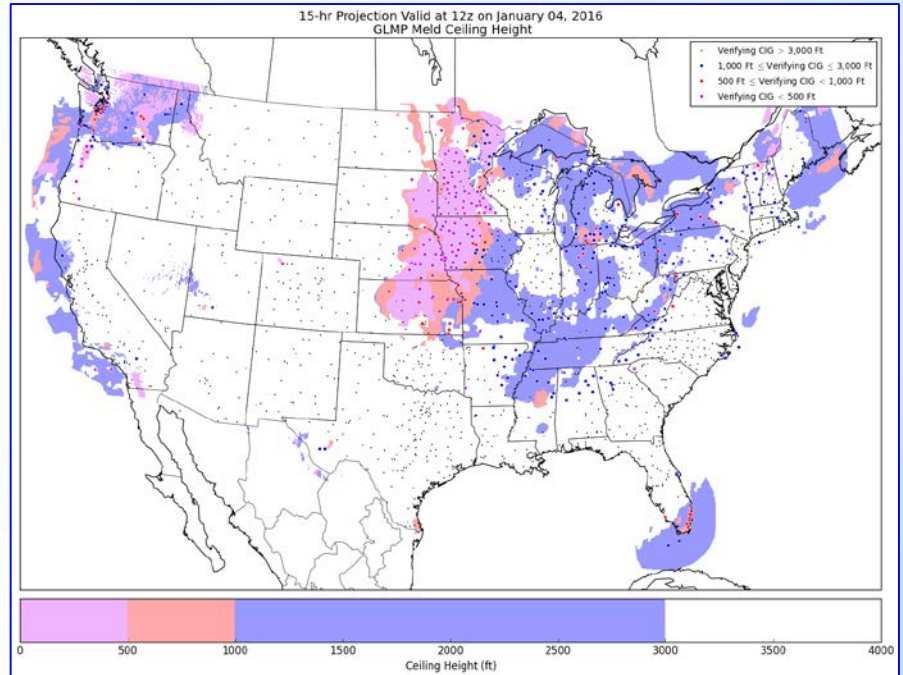 15-hr Projection Valid at 12z on January 04, 2016
GLMP Meld Ceiling Height
Verifying CIG > 3,000 Ft
1,000 Ft ≤ Verifying CIG ≤ 3,000 Ft
500 Ft ≤ Verifying CIG < 1,000 Ft
Verifying CIG < 500 Ft
0 500 1000 1500 2000 2500 3000 3500 4000
Ceiling Height (ft)